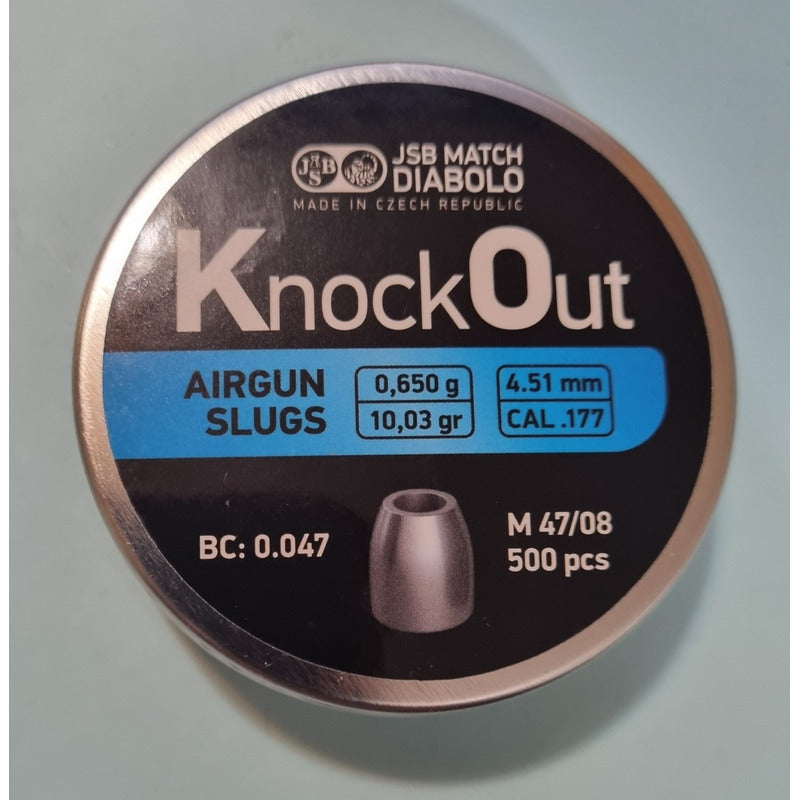 JSB
JSB MATCH
DIABOLO
MADE IN CZECH REPUBLIC
KnockOut
AIRGUN
SLUGS
0,650 g
10,03 gr
4.51 mm
CAL .177
BC: 0.047
M 47/08
500 pcs